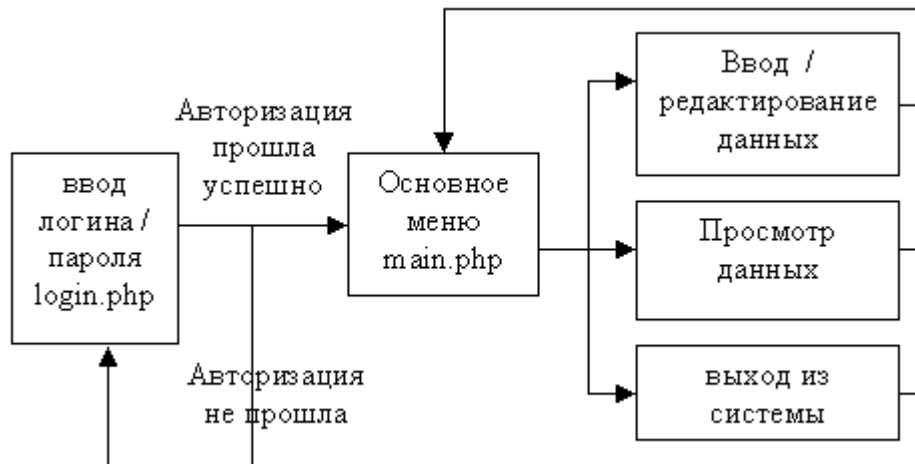 ввод
логина /
пароля
login.php
Авторизация
прошла
успешно
Авторизация
не прошла
Основное
меню
main.php
Ввод /
редактирование
данных
Просмотр
данных
выход из
системы